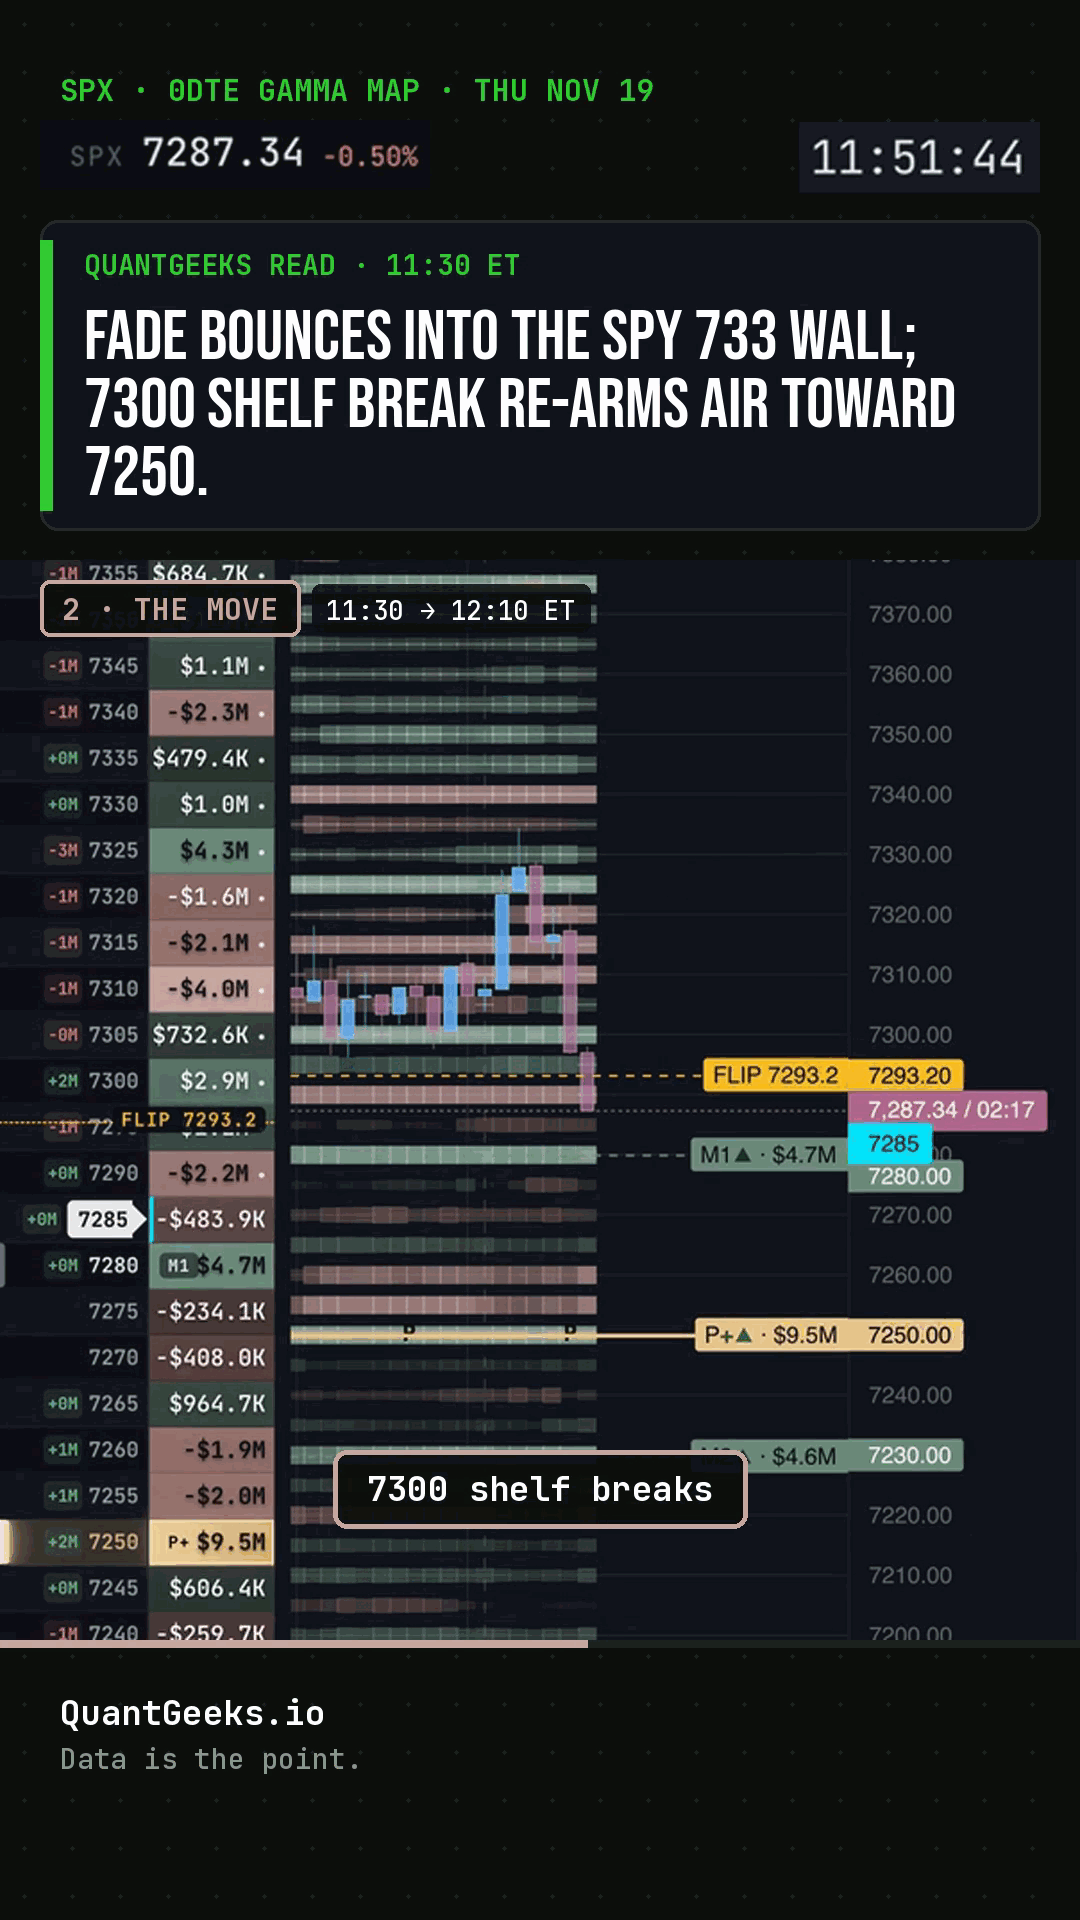 SPX · 0DTE GAMMA MAP · THU NOV 19
SPX 7287.34 -0.50%
11:51:44
QUANTGEEKS READ · 11:30 ET
FADE BOUNCES INTO THE SPY 733 WALL;
7300 SHELF BREAK RE-ARMS AIR TOWARD
7250.
-1M 7355 $684.7K
2 · THE MOVE
11:30 → 12:10 ET
-1M 7345 $1.1M
-1M 7340 -$2.3M
+0M 7335 $479.4K
+0M 7330 $1.0M
-3M 7325 $4.3M
-1M 7320 -$1.6M
-1M 7315 -$2.1M
-1M 7310 -$4.0M
-0M 7305 $732.6K
+2M 7300 $2.9M
FLIP 7293.2
+0M 7290 -$2.2M
+0M 7285 -$483.9K
+0M 7280 M1 $4.7M
7275 -$234.1K
7270 -$408.0K
+0M 7265 $964.7K
+1M 7260 -$1.9M
+1M 7255 -$2.0M
+2M 7250 P+ $9.5M
+0M 7245 $606.4K
-1M 7240 -$259.7K
7370.00
7360.00
7350.00
7340.00
7330.00
7320.00
7310.00
7300.00
FLIP 7293.2 7293.20
7,287.34 / 02:17
7285
M1▲ · $4.7M 7280.00
7270.00
7260.00
P+▲ · $9.5M 7250.00
7240.00
· $4.6M 7230.00
7220.00
7210.00
7200.00
P
P
7300 shelf breaks
QuantGeeks.io
Data is the point.